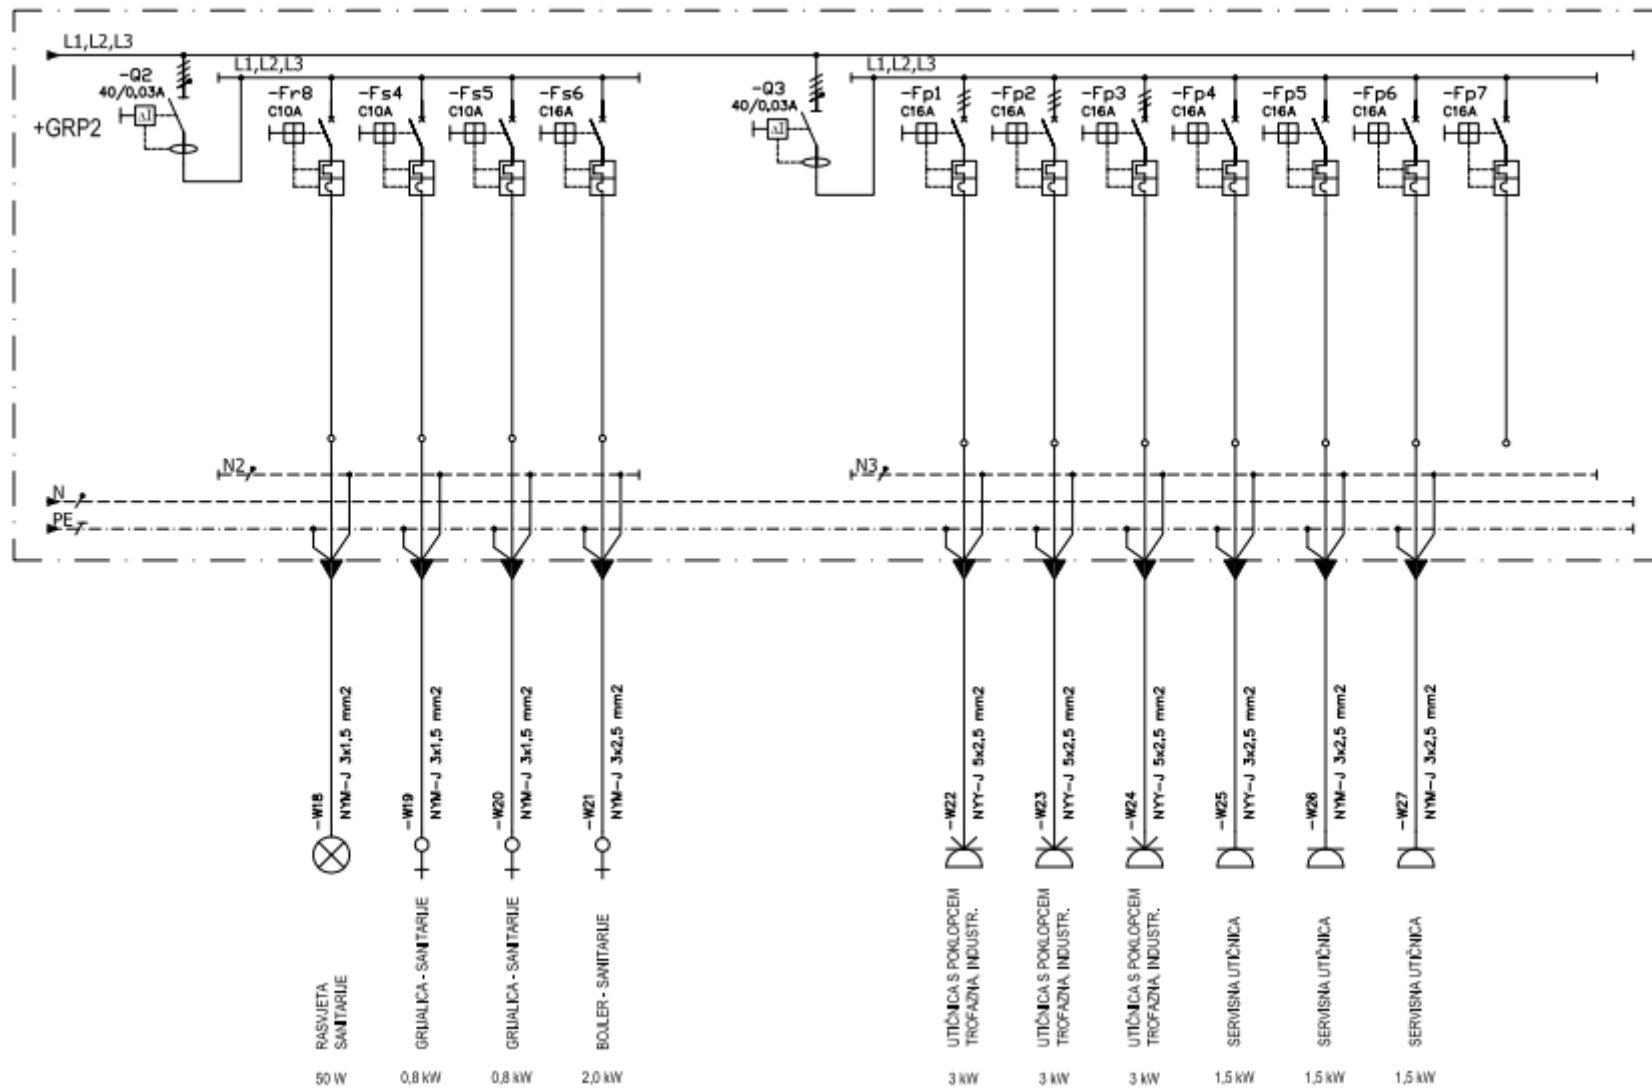 L1,L2,L3
-Q2
40/0,03A
+GRP2
L1,L2,L3
-Fr8
C10A
-Fs4
C10A
-Fs5
C10A
-Fs6
C16A
-Q3
40/0,03A
L1,L2,L3
-Fp1
C16A
-Fp2
C16A
-Fp3
C16A
-Fp4
C16A
-Fp5
C16A
-Fp6
C16A
-Fp7
C16A
N2
N3
N
PE
-W18
NYM-J 3x1,5 mm2
-W19
NYM-J 3x1,5 mm2
-W20
NYM-J 3x1,5 mm2
-W21
NYM-J 3x2,5 mm2
-W22
NYY-J 5x2,5 mm2
-W23
NYY-J 5x2,5 mm2
-W24
NYY-J 5x2,5 mm2
-W25
NYY-J 3x2,5 mm2
-W26
NYM-J 3x2,5 mm2
-W27
NYM-J 3x2,5 mm2
RASVJETA
SANITARIJE
GRIJALICA - SANITARIJE
GRIJALICA - SANITARIJE
BOJLER - SANITARIJE
UTIČNICA S POKLOPCEM
TROFAZNA, INDUSTR.
UTIČNICA S POKLOPCEM
TROFAZNA, INDUSTR.
UTIČNICA S POKLOPCEM
TROFAZNA, INDUSTR.
SERVISNA UTIČNICA
SERVISNA UTIČNICA
SERVISNA UTIČNICA
50 W
0,8 kW
0,8 kW
2,0 kW
3 kW
3 kW
3 kW
1,5 kW
1,5 kW
1,5 kW